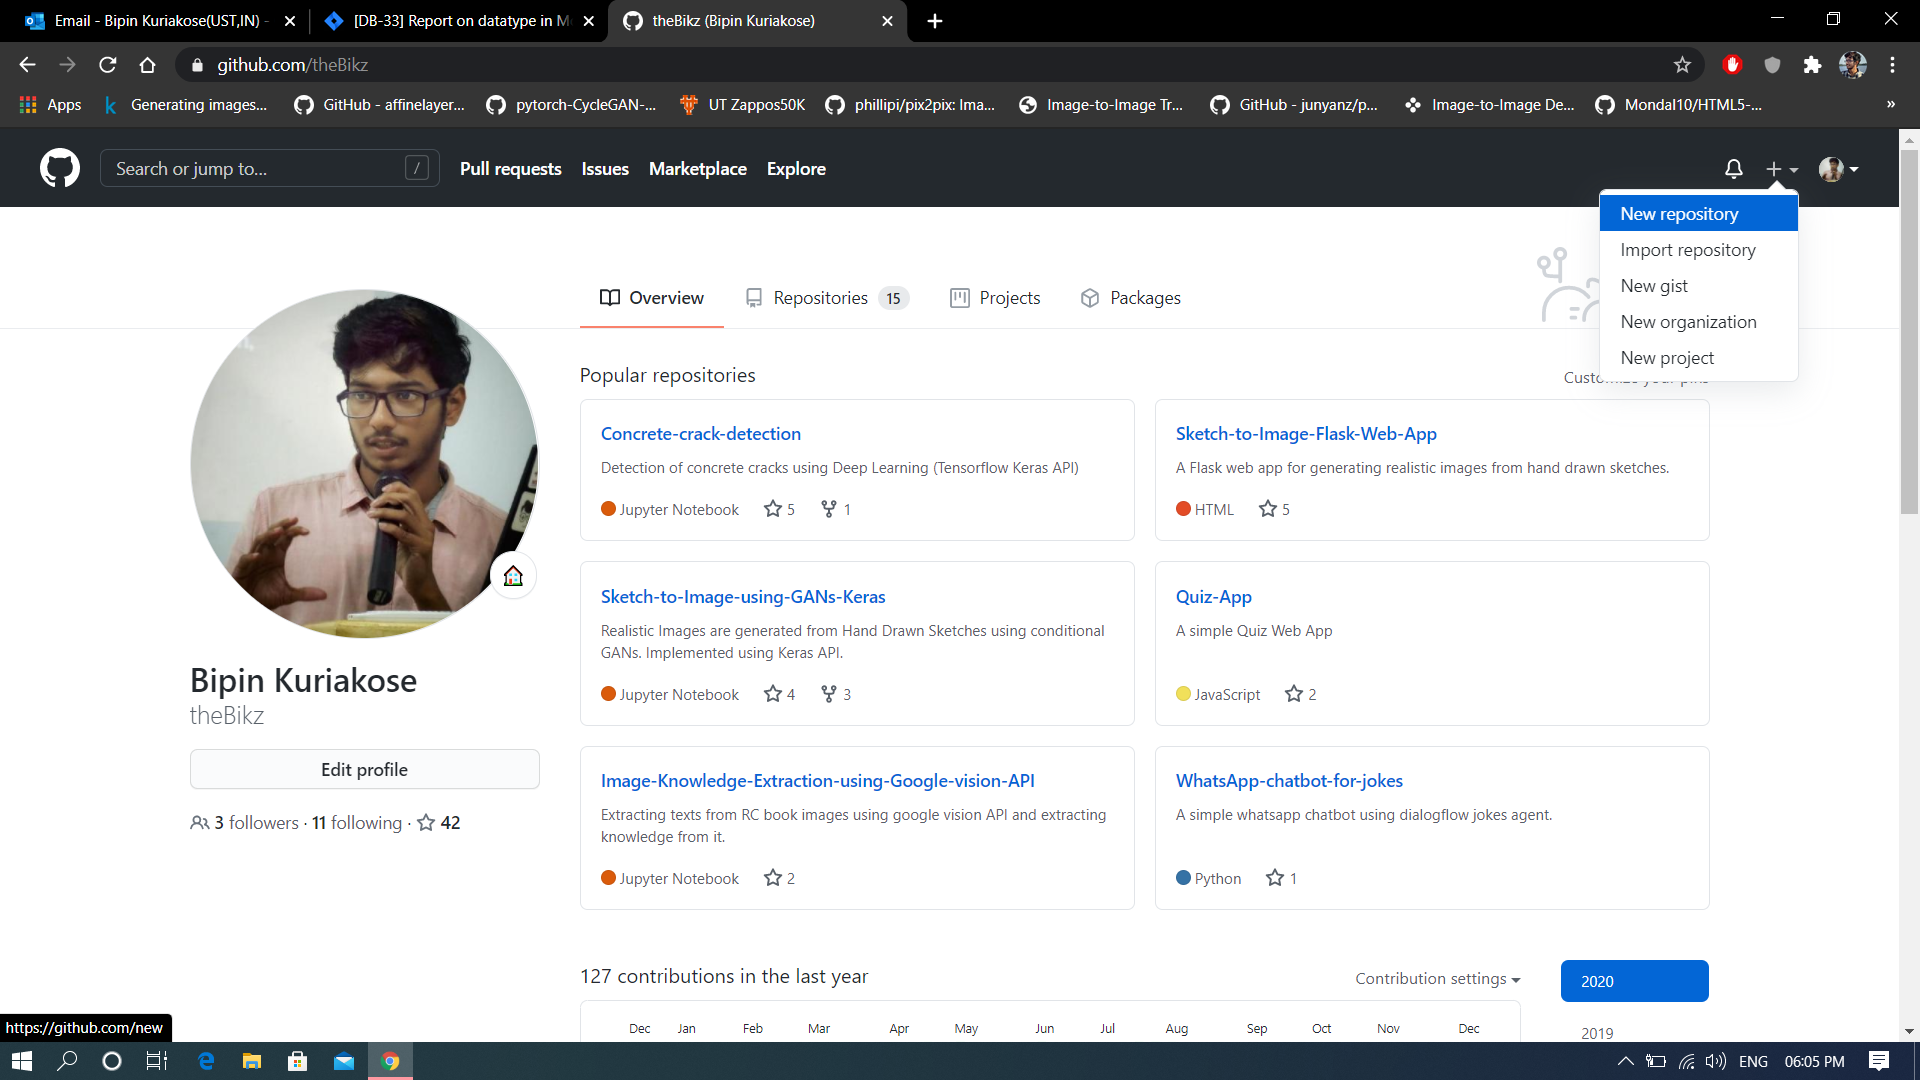 Email - Bipin Kuriakose(UST,IN) -
[DB-33] Report on datatype in M
theBikz (Bipin Kuriakose)
github.com/theBikz
Apps
Generating images...
GitHub - affinelayer...
pytorch-CycleGAN-...
UT Zappos50K
phillipi/pix2pix: Ima...
Image-to-Image Tr...
GitHub - junyanz/p...
Image-to-Image De...
Mondal10/HTML5-...
»
Search or jump to...
/
Pull requests
Issues
Marketplace
Explore
New repository
Import repository
New gist
New organization
New project
Overview
Repositories 15
Projects
Packages
Popular repositories
Customize your pins
Concrete-crack-detection
Detection of concrete cracks using Deep Learning (Tensorflow Keras API)
Jupyter Notebook 5 1
Sketch-to-Image-Flask-Web-App
A Flask web app for generating realistic images from hand drawn sketches.
HTML 5
Sketch-to-Image-using-GANs-Keras
Realistic Images are generated from Hand Drawn Sketches using conditional
GANs. Implemented using Keras API.
Jupyter Notebook 4 3
Quiz-App
A simple Quiz Web App
JavaScript 2
Image-Knowledge-Extraction-using-Google-vision-API
Extracting texts from RC book images using google vision API and extracting
knowledge from it.
Jupyter Notebook 2
WhatsApp-chatbot-for-jokes
A simple whatsapp chatbot using dialogflow jokes agent.
Python 1
Bipin Kuriakose
theBikz
Edit profile
3 followers · 11 following · 42
127 contributions in the last year
Contribution settings
2020
2019
Dec Jan Feb Mar Apr May Jun Jul Aug Sep Oct Nov Dec
https://github.com/new
ENG
06:05 PM